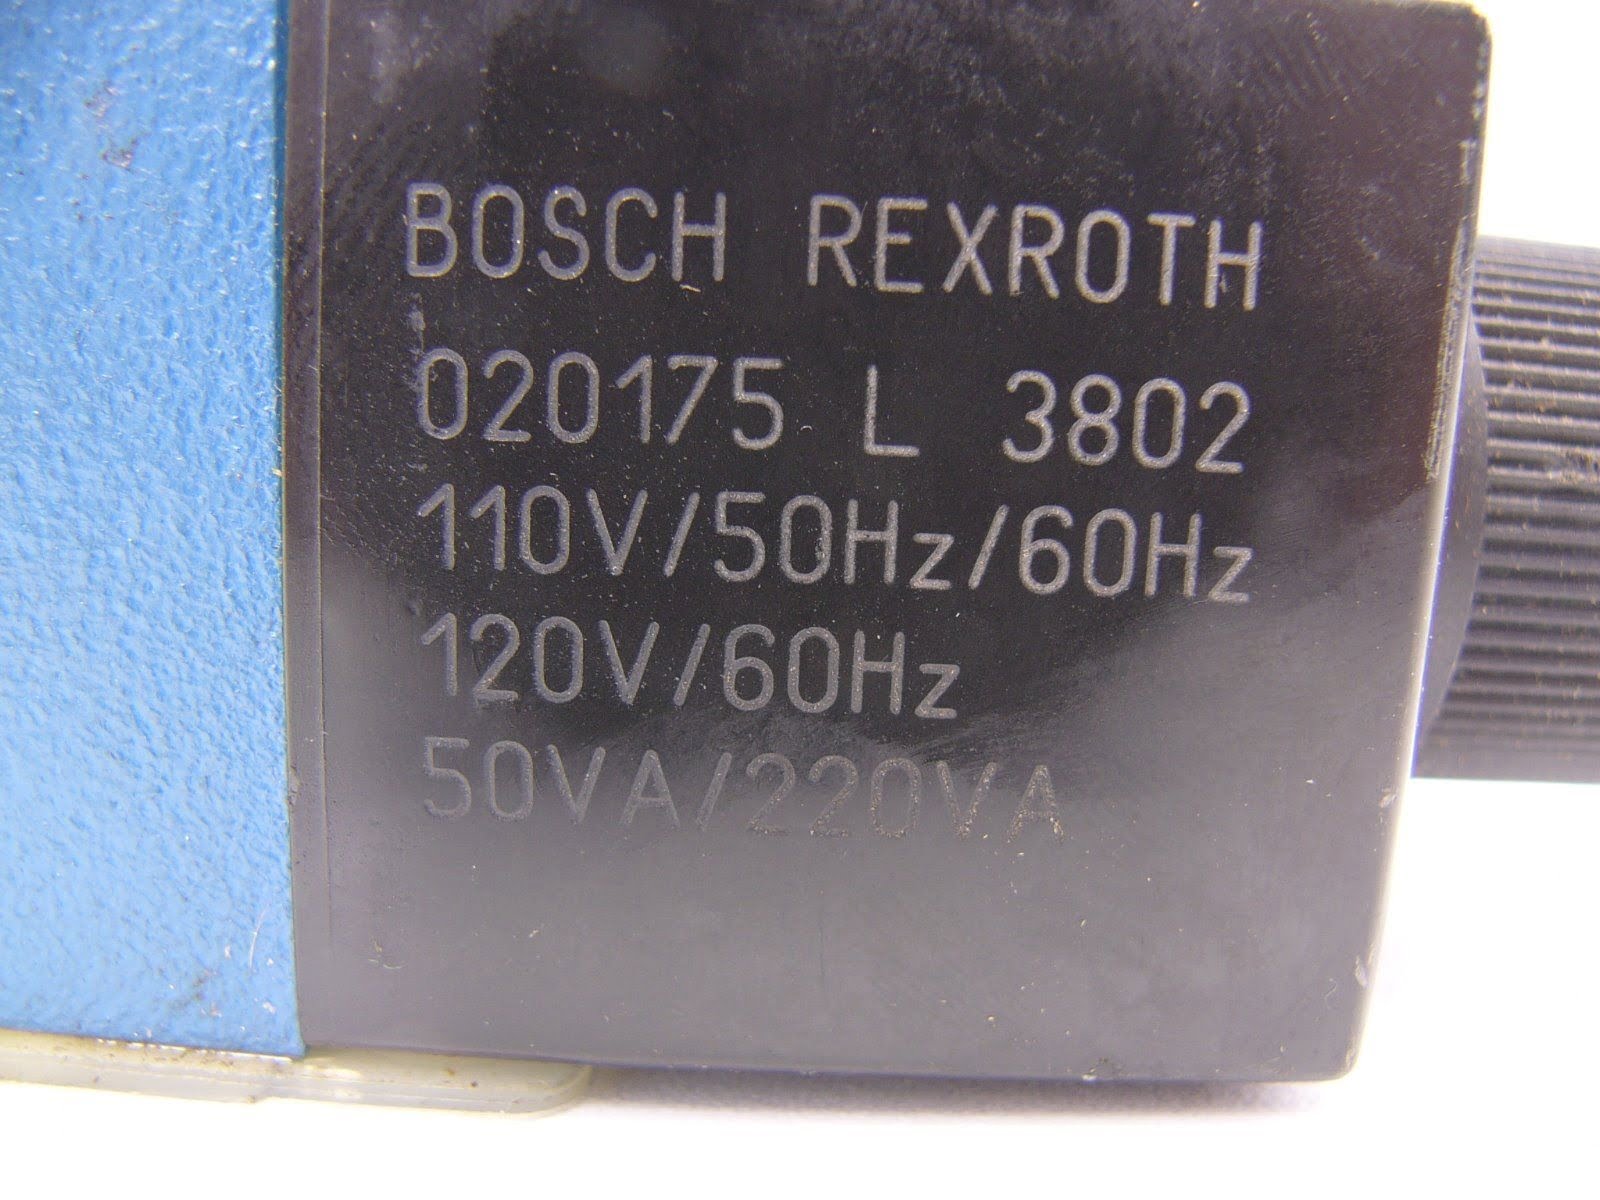 BOSCH REXROTH
020175 L 3802
110V/50Hz/60Hz
120V/60Hz
50VA/220VA